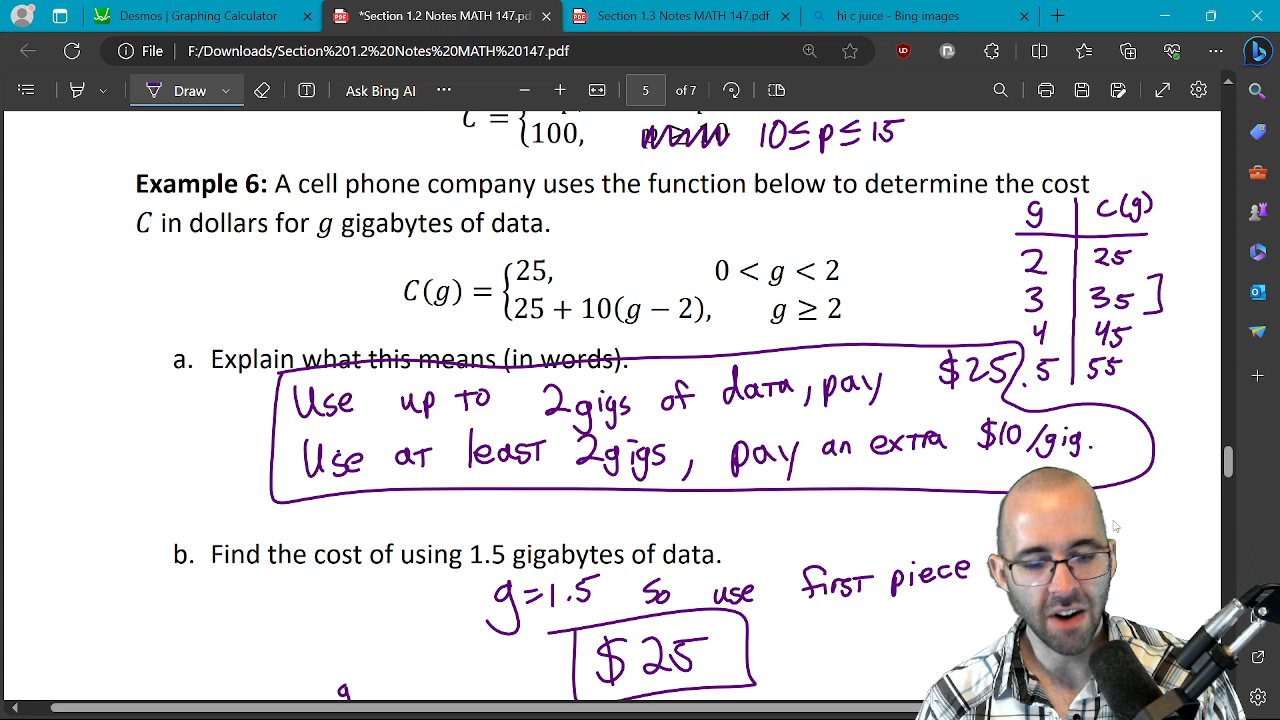 Desmos | Graphing Calculator
*Section 1.2 Notes MATH 147.pd
Section 1.3 Notes MATH 147.pdf
hi c juice - Bing images
File
F:/Downloads/Section%201.2%20Notes%20MATH%20147.pdf
Draw
Ask Bing AI
5 of 7
C = {100, p ≥ 10 10 ≤ p ≤ 15
Example 6: A cell phone company uses the function below to determine the cost
C in dollars for g gigabytes of data.
g C(g)
2 25
3 35
4 45
5 55
C(g) = {25, 0 < g < 2
25 + 10(g − 2), g ≥ 2
a. Explain what this means (in words).
Use up to 2gigs of data, pay $25.
Use at least 2gigs, pay an extra $10/gig.
b. Find the cost of using 1.5 gigabytes of data.
g=1.5 so use first piece
$25
g